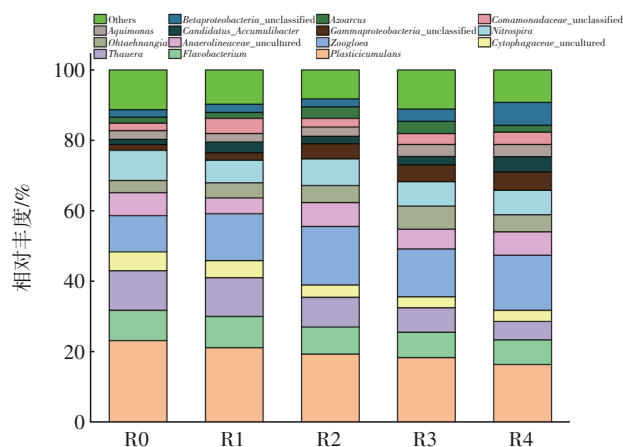 Others Betaproteobacteria_unclassified Azoarcus Comamonadaceae_unclassified
Aquimonas Candidatus_Accumulibacter Gammaproteobacteria_unclassified Nitrospira
Ohtaehnangia Anaerolineaceae_uncultured Zoogloea Cytophagaceae_uncultured
Thauera Flavobacterium Plasticicumulans
100
80
60
40
20
0
相对丰度/%
R0 R1 R2 R3 R4